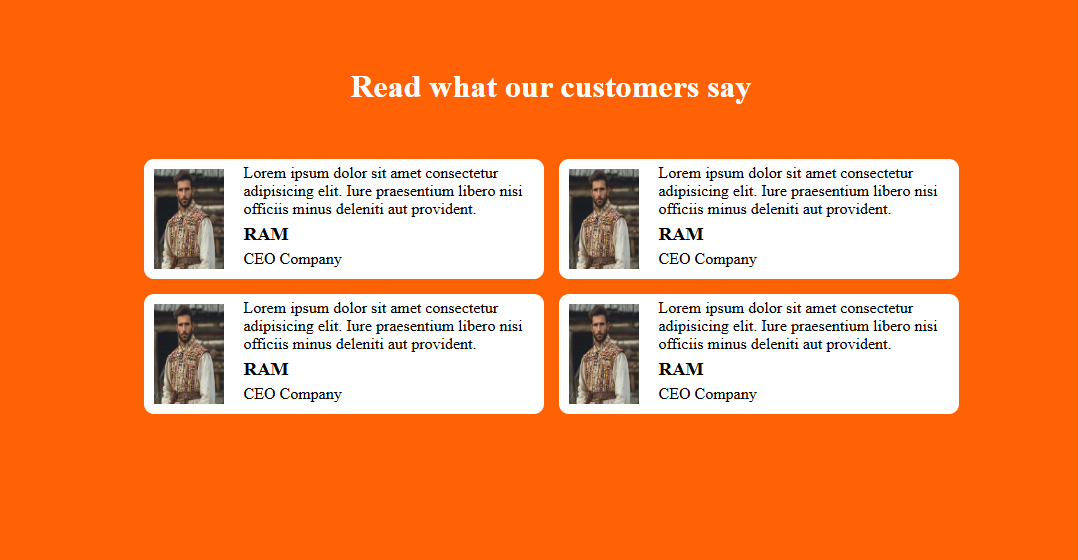 Read what our customers say
Lorem ipsum dolor sit amet consectetur
adipisicing elit. Iure praesentium libero nisi
officiis minus deleniti aut provident.
RAM
CEO Company
Lorem ipsum dolor sit amet consectetur
adipisicing elit. Iure praesentium libero nisi
officiis minus deleniti aut provident.
RAM
CEO Company
Lorem ipsum dolor sit amet consectetur
adipisicing elit. Iure praesentium libero nisi
officiis minus deleniti aut provident.
RAM
CEO Company
Lorem ipsum dolor sit amet consectetur
adipisicing elit. Iure praesentium libero nisi
officiis minus deleniti aut provident.
RAM
CEO Company